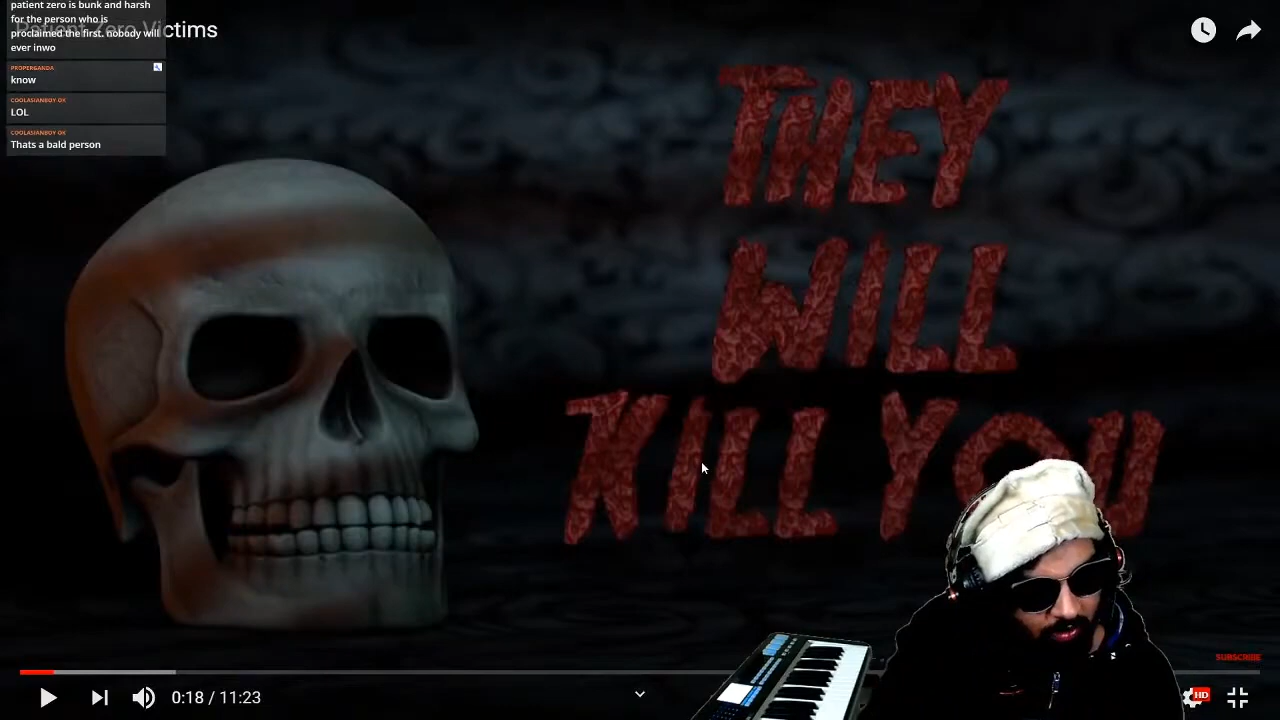 patient zero is bunk and harsh
for the person who is
Patient Zero Victims
proclaimed the first. nobody will
ever inwo
PROPERGANDA
know
COOLASIANBOY OK
LOL
COOLASIANBOY OK
Thats a bald person
THEY
WILL
KILL YOU
SUBSCRIBE
0:18 / 11:23
HD